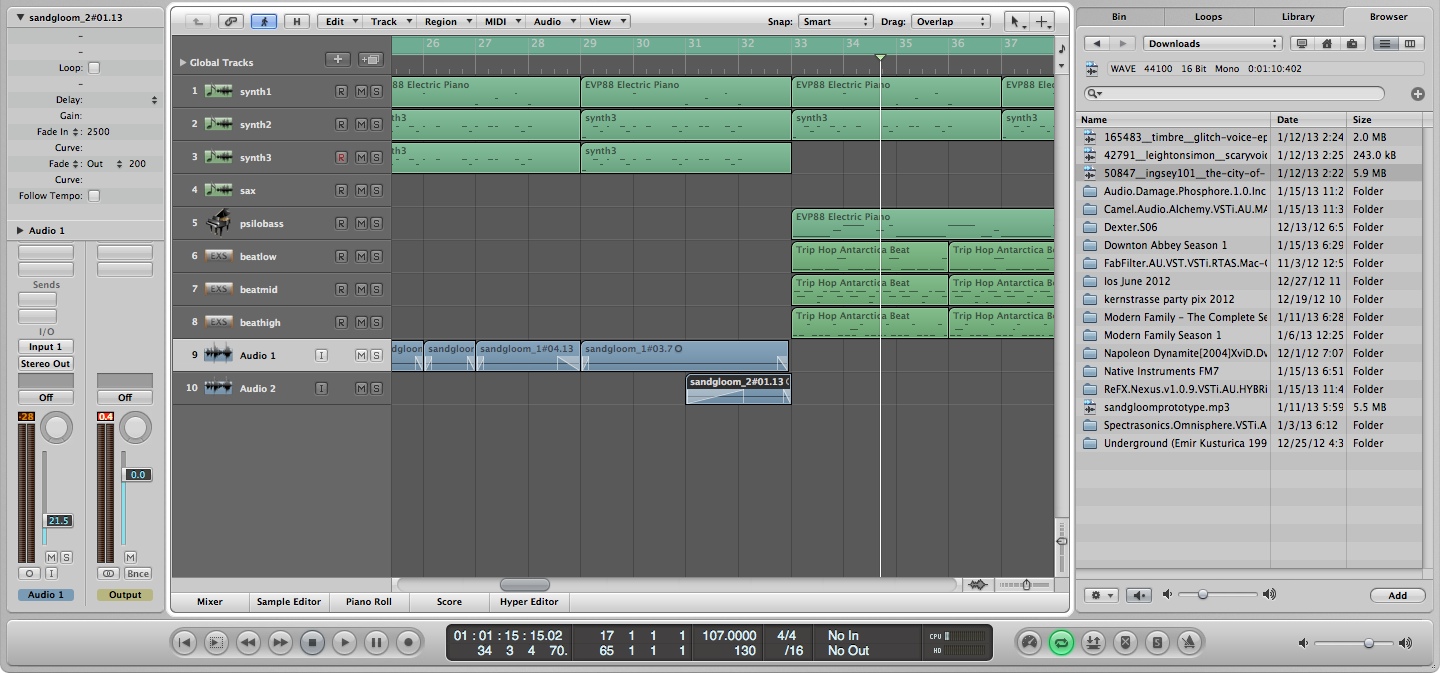 sandgloom_2#01.13
–
–
Loop:
–
Delay:
Gain:
Fade In : 2500
Curve:
Fade : Out 200
Curve:
Follow Tempo:
Audio 1
Sends
I/O
Input 1
Stereo Out
Off Off
-28 0.4
0.0
21.5
M S M
O I Bnce
Audio 1 Output
H Edit Track Region MIDI Audio View Snap: Smart Drag: Overlap
Global Tracks
26 27 28 29 30 31 32 33 34 35 36 37
1 synth1 R M S
88 Electric Piano EVP88 Electric Piano EVP88 Electric Piano EVP88 Ele
2 synth2 R M S
th3 synth3 synth3 synth3
3 synth3 R M S
th3 synth3
4 sax R M S
5 psilobass R M S
EVP88 Electric Piano
6 EXS beatlow R M S
Trip Hop Antarctica Beat Trip Hop Antarctica Be
7 EXS beatmid R M S
Trip Hop Antarctica Beat Trip Hop Antarctica Be
8 EXS beathigh R M S
Trip Hop Antarctica Beat Trip Hop Antarctica Be
9 Audio 1 I M S
dgloon sandgloor sandgloom_1#04.13 sandgloom_1#03.7
10 Audio 2 I M S
sandgloom_2#01.13
Mixer Sample Editor Piano Roll Score Hyper Editor
Bin Loops Library Browser
Downloads
WAVE 44100 16 Bit Mono 0:01:10:402
Name Date Size
165483__timbre__glitch-voice-ep 1/12/13 2:24 2.0 MB
42791__leightonsimon__scaryvoic 1/12/13 2:25 243.0 kB
50847__ingsey101__the-city-of- 1/12/13 2:22 5.9 MB
Audio.Damage.Phosphore.1.0.Inc 1/15/13 11:2 Folder
Camel.Audio.Alchemy.VSTi.AU.MA 1/15/13 11:3 Folder
Dexter.S06 12/13/12 6:5 Folder
Downton Abbey Season 1 1/15/13 6:29 Folder
FabFilter.AU.VST.VSTi.RTAS.Mac-( 11/3/12 12:5 Folder
los June 2012 12/27/12 11 Folder
kernstrasse party pix 2012 12/19/12 10 Folder
Modern Family – The Complete Se 1/15/13 6:28 Folder
Modern Family Season 1 1/6/13 12:25 Folder
Napoleon Dynamite[2004]XviD.Dv 12/1/12 7:07 Folder
Native Instruments FM7 1/15/13 6:51 Folder
ReFX.Nexus.v1.0.9.VSTi.AU.HYBRi 1/15/13 11:4 Folder
sandgloomprototype.mp3 1/11/13 5:59 5.5 MB
Spectrasonics.Omnisphere.VSTi.A 1/3/13 6:12 Folder
Underground (Emir Kusturica 199 12/25/12 4:3 Folder
Add
01 : 01 : 15 : 15.02 17 1 1 1 107.0000 4/4 No In CPU
34 3 4 70. 65 1 1 1 130 /16 No Out HD